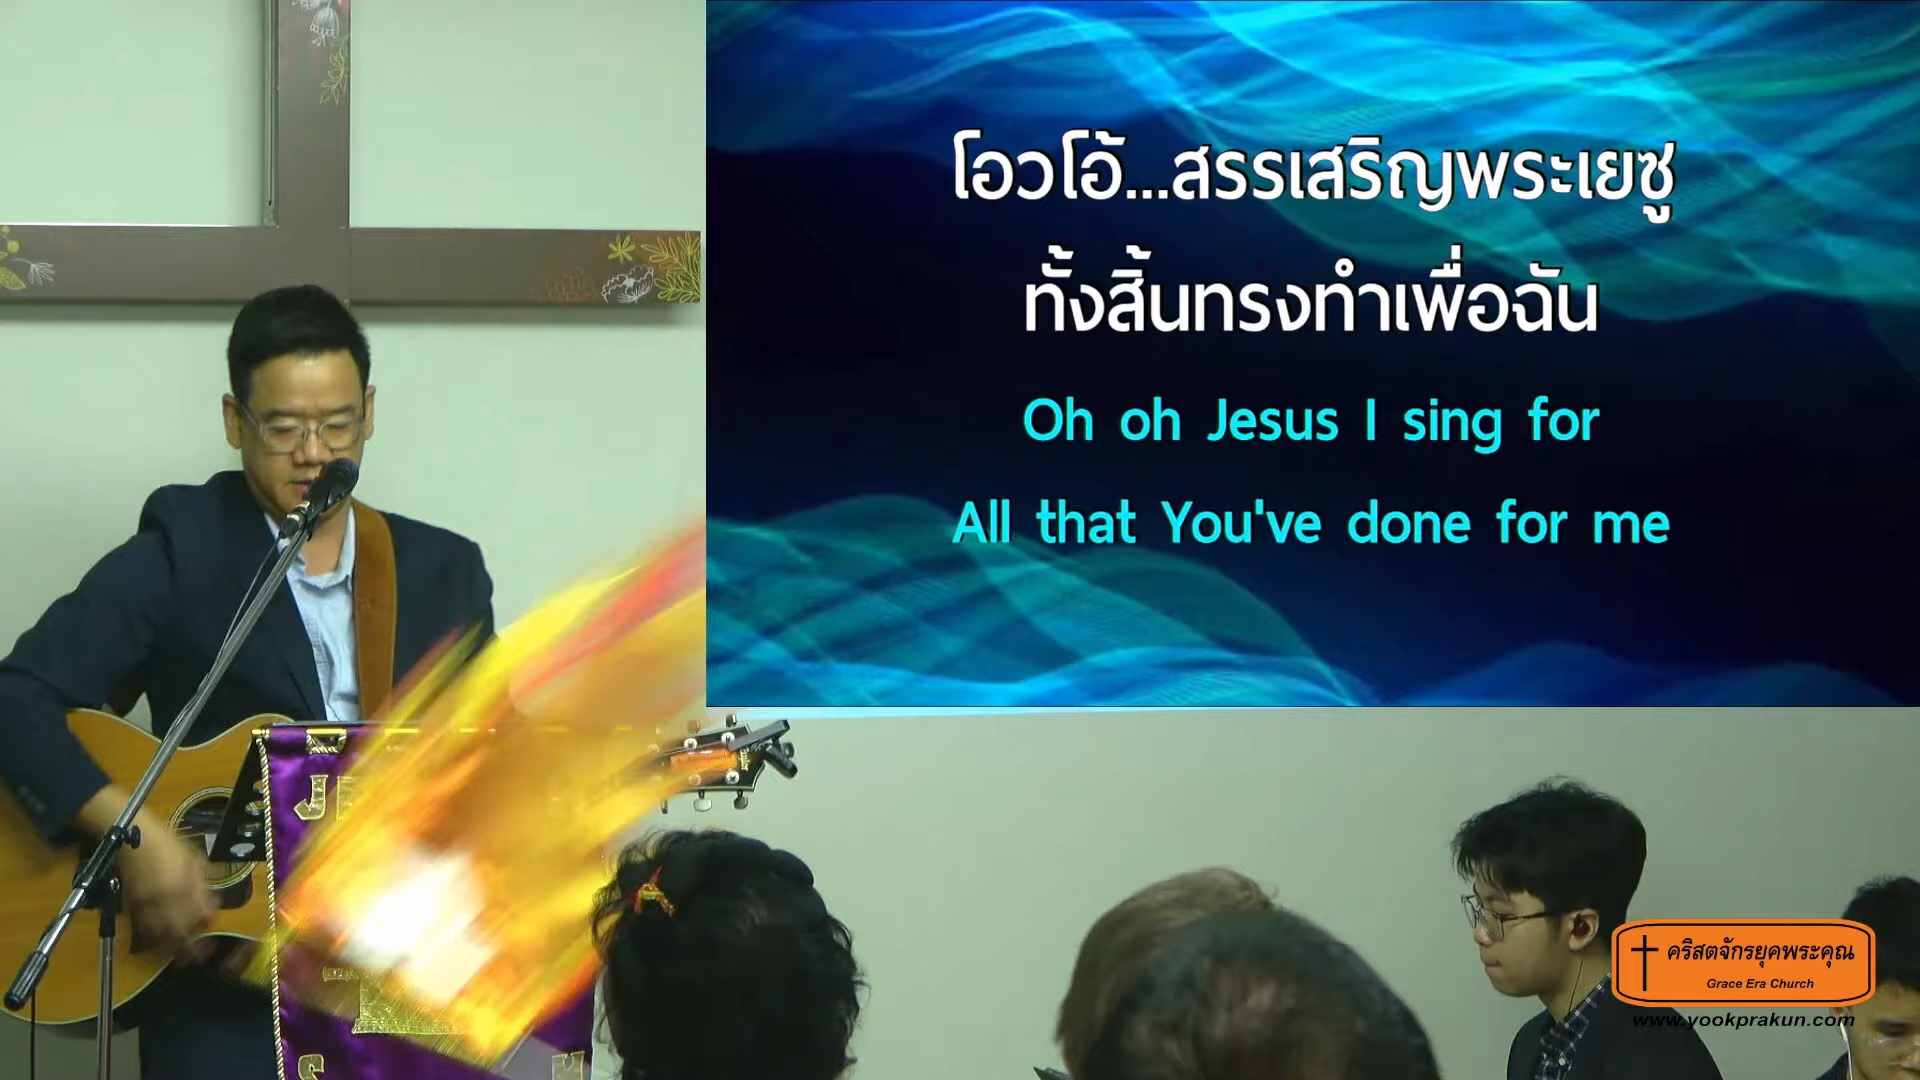 โอวโอ้...สรรเสริญพระเยซู
ทั้งสิ้นทรงทำเพื่อฉัน
Oh oh Jesus I sing for
All that You've done for me
คริสตจักรยุคพระคุณ
Grace Era Church
www.yookprakun.com